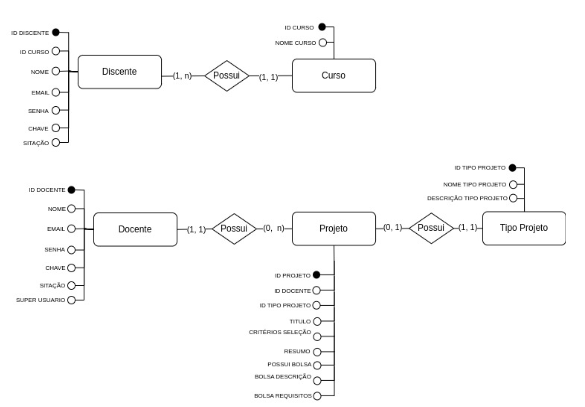 ID DISCENTE
ID CURSO
NOME
EMAIL
SENHA
CHAVE
SITAÇÃO
Discente
(1, n)
Possui
(1, 1)
ID CURSO
NOME CURSO
Curso
ID DOCENTE
NOME
EMAIL
SENHA
CHAVE
SITAÇÃO
SUPER USUARIO
Docente
(1, 1)
Possui
(0, n)
Projeto
(0, 1)
Possui
(1, 1)
ID TIPO PROJETO
NOME TIPO PROJETO
DESCRIÇÃO TIPO PROJETO
Tipo Projeto
ID PROJETO
ID DOCENTE
ID TIPO PROJETO
TITULO
CRITÉRIOS SELEÇÃO
RESUMO
POSSUI BOLSA
BOLSA DESCRIÇÃO
BOLSA REQUISITOS